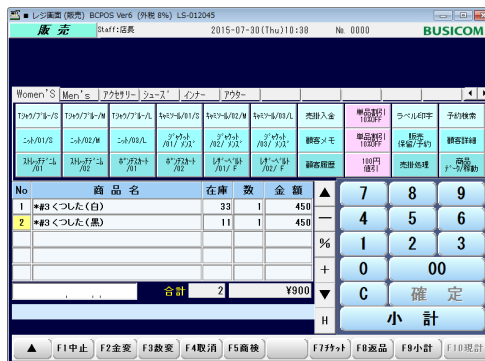 レジ画面 (販売) BCPOS Ver6 (外税 8%) LS-012045
販 売 Staff:店長 2015-07-30(Thu)10:38 No. 0000 BUSICOM
Women'S Men's アクセサリー シューズ インナー アウター
Tシャツ/ブルー/S Tシャツ/ブルー/M Tシャツ/ブルー/L キャミソール/01/S キャミソール/02/M キャミソール/03/L 売掛入金 単品割引 10%OFF ラベル印字 予約検索
ニット/01/S ニット/02/M ニット/03/L ジャケット/01/ メンズ ジャケット/02/ メンズ ジャケット/03/ メンズ 顧客メモ 単品割引 10%OFF 販売 保留/予約 顧客詳細
ストレッチデニム/01 ストレッチデニム/02 ボンデスカート/01 ボンデスカート/02 レザーベルト/01/ F レザーベルト/02/ F 顧客履歴 100円 値引 売掛処理 商品 データ/移動
No 商 品 名 在庫 数 金 額 ▲ 7 8 9
1 *#3 くつした(白) 33 1 450
2 *#3 くつした(黒) 11 1 450 — 4 5 6
% 1 2 3
+ 0 00
合計 2 ¥900 ▼ C 確 定
H 小 計
▲ F1中止 F2金変 F3数変 F4取消 F5商検 F7チケット F8返品 F9小計 F10現計